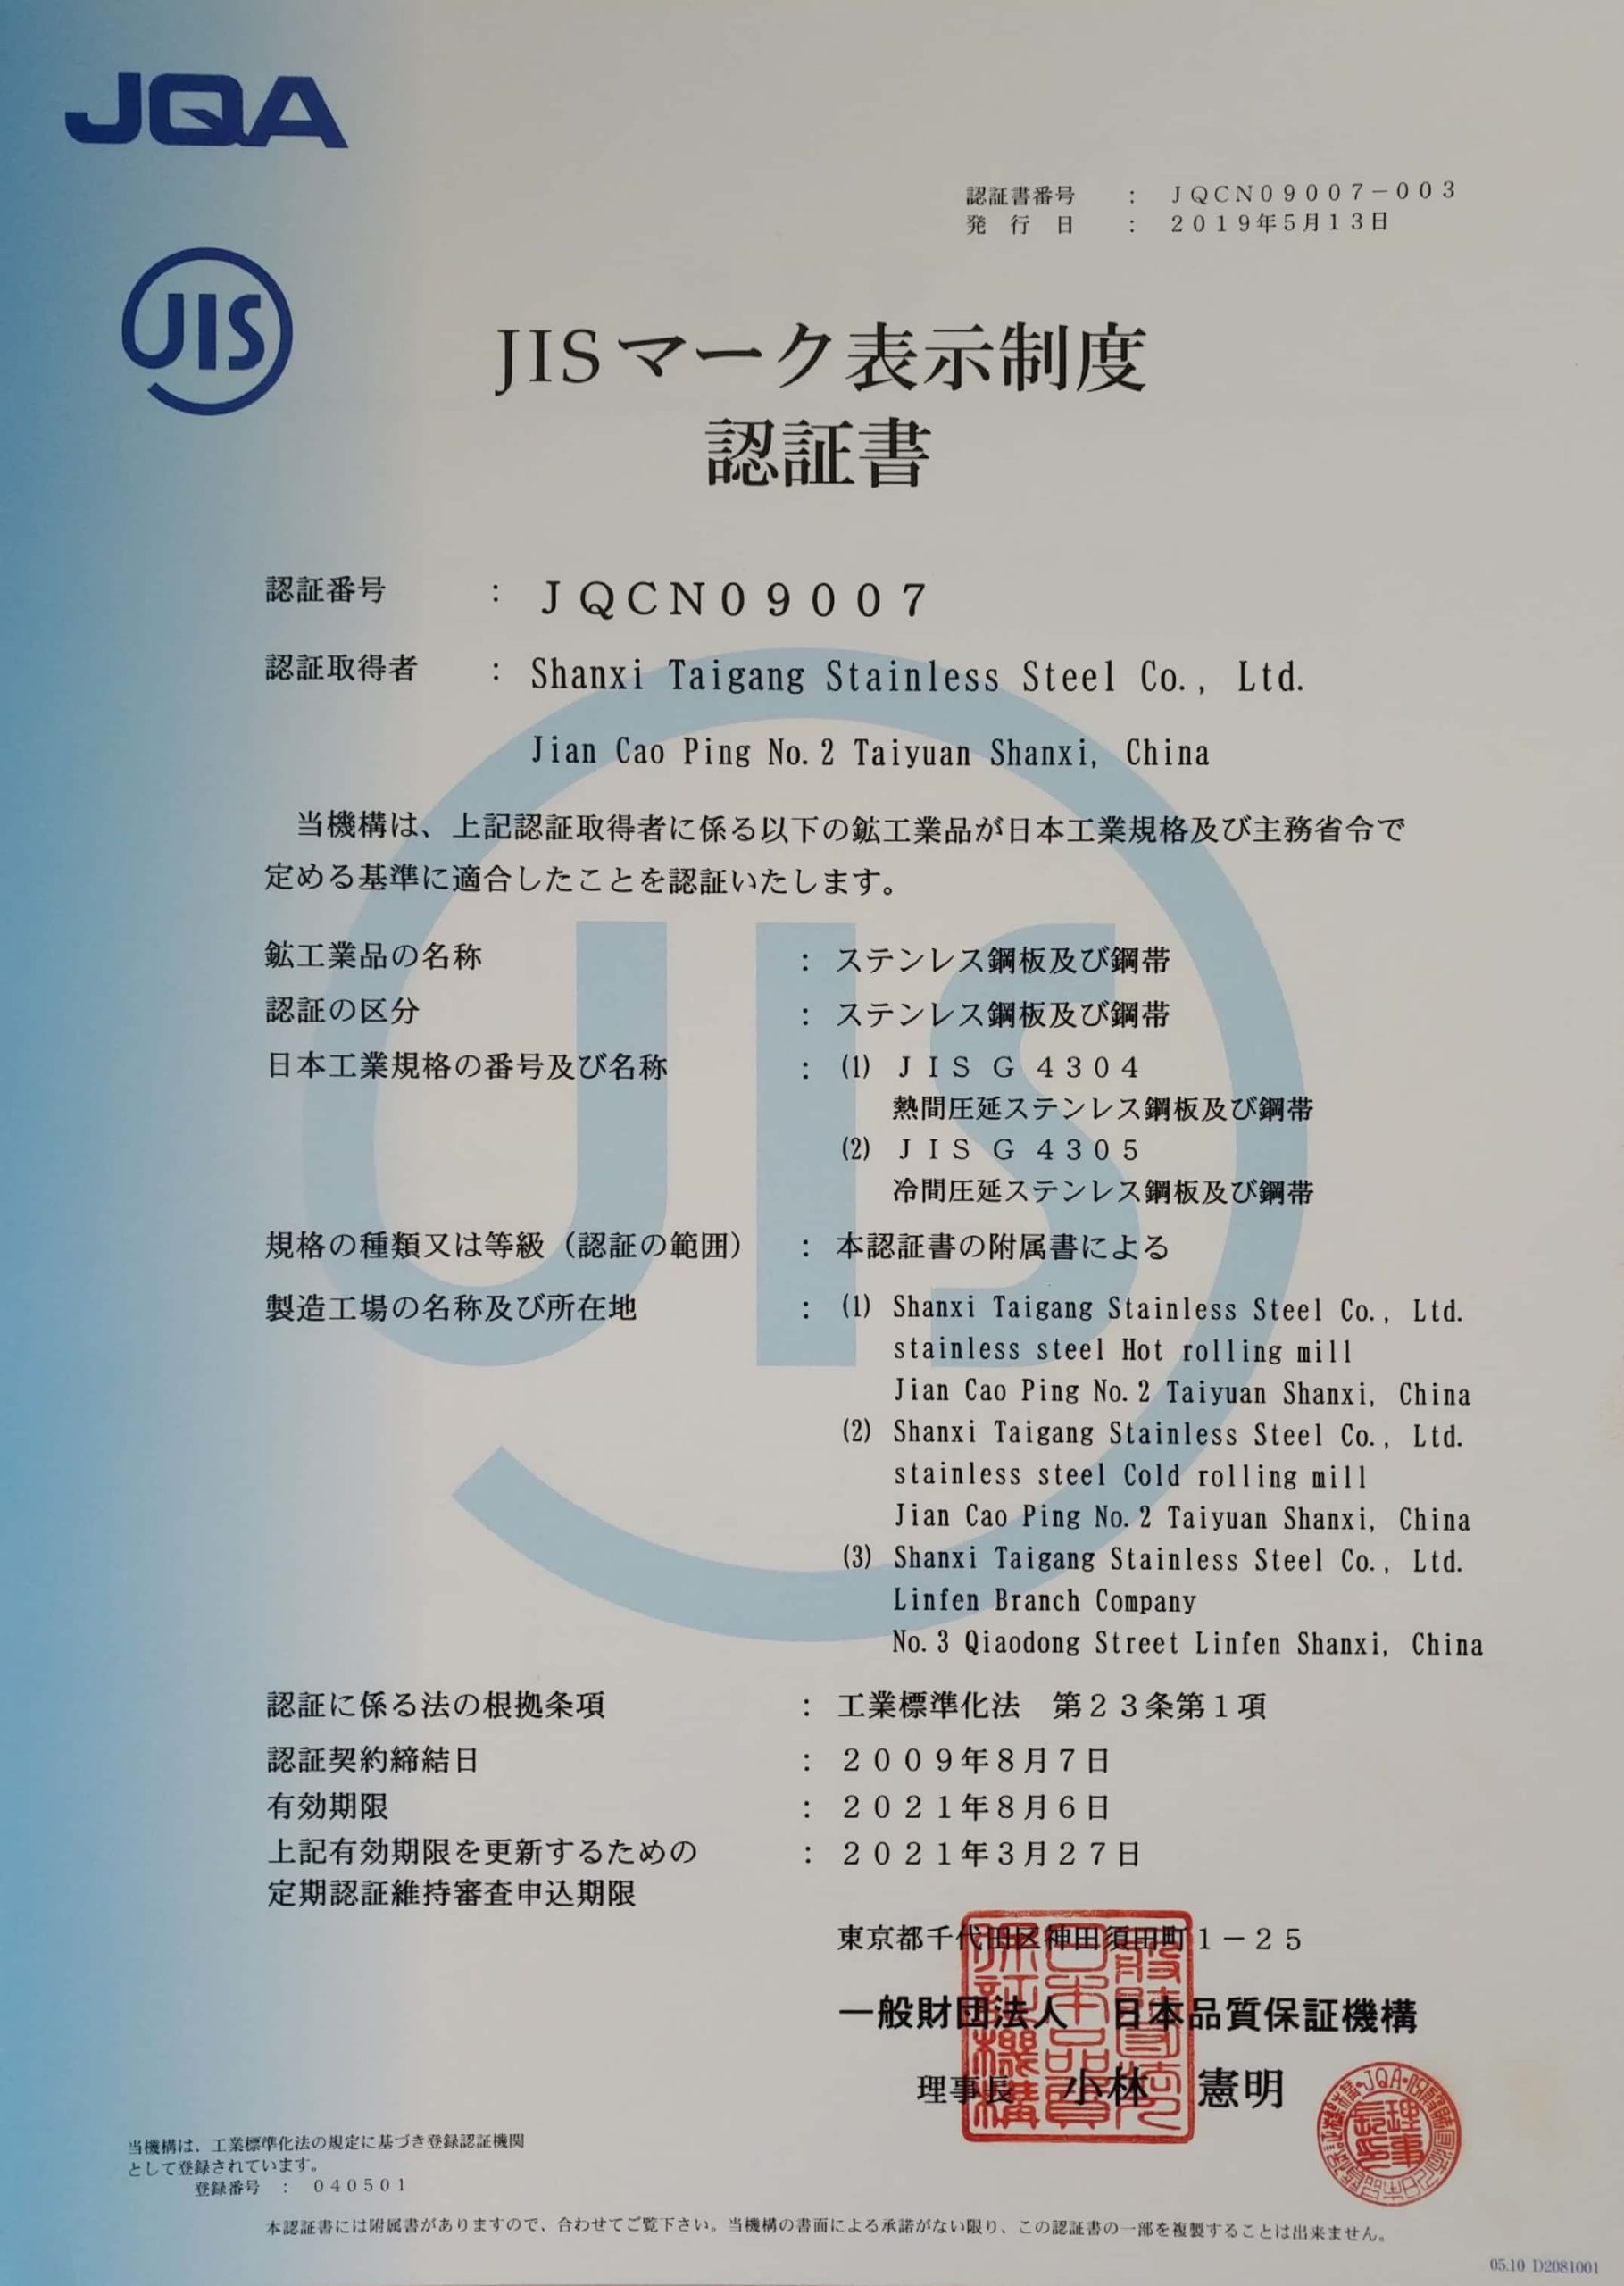 JQA
認証書番号 : JQCN09007-003
発行日 : 2019年5月13日
JIS
JISマーク表示制度
認証書
認証番号 : JQCN09007
認証取得者 : Shanxi Taigang Stainless Steel Co., Ltd.
Jian Cao Ping No.2 Taiyuan Shanxi, China
当機構は、上記認証取得者に係る以下の鉱工業品が日本工業規格及び主務省令で
定める基準に適合したことを認証いたします。
鉱工業品の名称 : ステンレス鋼板及び鋼帯
認証の区分 : ステンレス鋼板及び鋼帯
日本工業規格の番号及び名称 : (1) JIS G 4304
熱間圧延ステンレス鋼板及び鋼帯
(2) JIS G 4305
冷間圧延ステンレス鋼板及び鋼帯
規格の種類又は等級（認証の範囲） : 本認証書の附属書による
製造工場の名称及び所在地 : (1) Shanxi Taigang Stainless Steel Co., Ltd.
stainless steel Hot rolling mill
Jian Cao Ping No.2 Taiyuan Shanxi, China
(2) Shanxi Taigang Stainless Steel Co., Ltd.
stainless steel Cold rolling mill
Jian Cao Ping No.2 Taiyuan Shanxi, China
(3) Shanxi Taigang Stainless Steel Co., Ltd.
Linfen Branch Company
No.3 Qiaodong Street Linfen Shanxi, China
認証に係る法の根拠条項 : 工業標準化法 第23条第1項
認証契約締結日 : 2009年8月7日
有効期限 : 2021年8月6日
上記有効期限を更新するための : 2021年3月27日
定期認証維持審査申込期限
東京都千代田区神田須田町1-25
一般財団法人 日本品質保証機構
理事長 小林 憲明
当機構は、工業標準化法の規定に基づき登録認証機関
として登録されています。
登録番号 : 040501
本認証書には附属書がありますので、合わせてご覧下さい。当機構の書面による承諾がない限り、この認証書の一部を複製することは出来ません。
05.10 D2081001